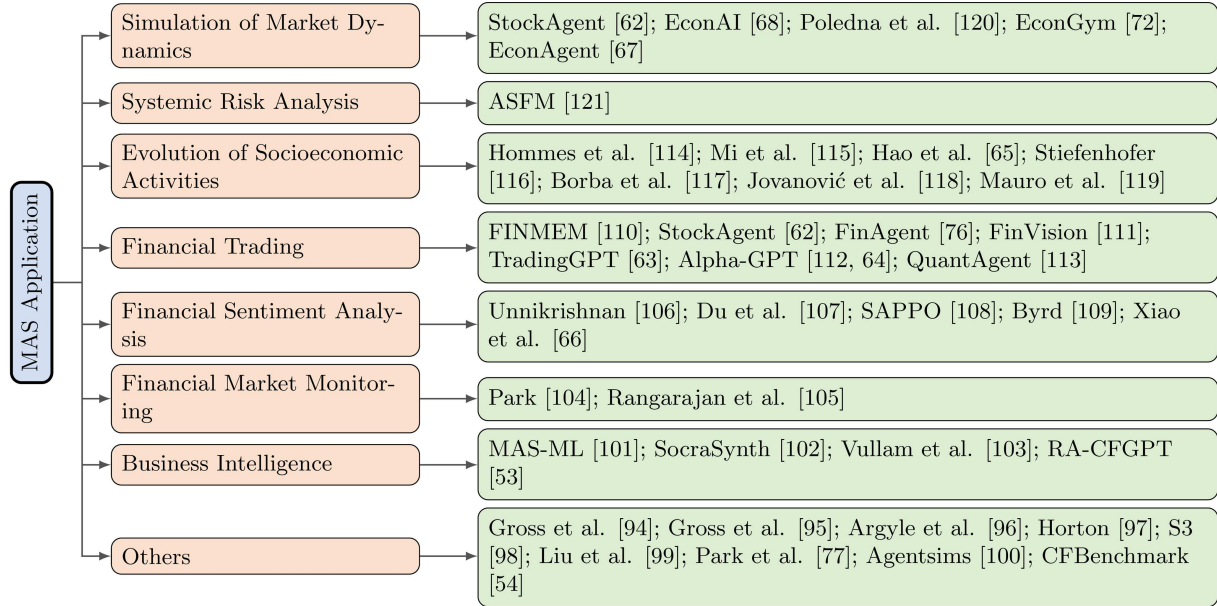 MAS Application
Simulation of Market Dy-
namics
StockAgent [62]; EconAI [68]; Poledna et al. [120]; EconGym [72];
EconAgent [67]
Systemic Risk Analysis
ASFM [121]
Evolution of Socioeconomic
Activities
Hommes et al. [114]; Mi et al. [115]; Hao et al. [65]; Stiefenhofer
[116]; Borba et al. [117]; Jovanović et al. [118]; Mauro et al. [119]
Financial Trading
FINMEM [110]; StockAgent [62]; FinAgent [76]; FinVision [111];
TradingGPT [63]; Alpha-GPT [112, 64]; QuantAgent [113]
Financial Sentiment Analy-
sis
Unnikrishnan [106]; Du et al. [107]; SAPPO [108]; Byrd [109]; Xiao
et al. [66]
Financial Market Monitor-
ing
Park [104]; Rangarajan et al. [105]
Business Intelligence
MAS-ML [101]; SocraSynth [102]; Vullam et al. [103]; RA-CFGPT
[53]
Others
Gross et al. [94]; Gross et al. [95]; Argyle et al. [96]; Horton [97]; S3
[98]; Liu et al. [99]; Park et al. [77]; Agentsims [100]; CFBenchmark
[54]